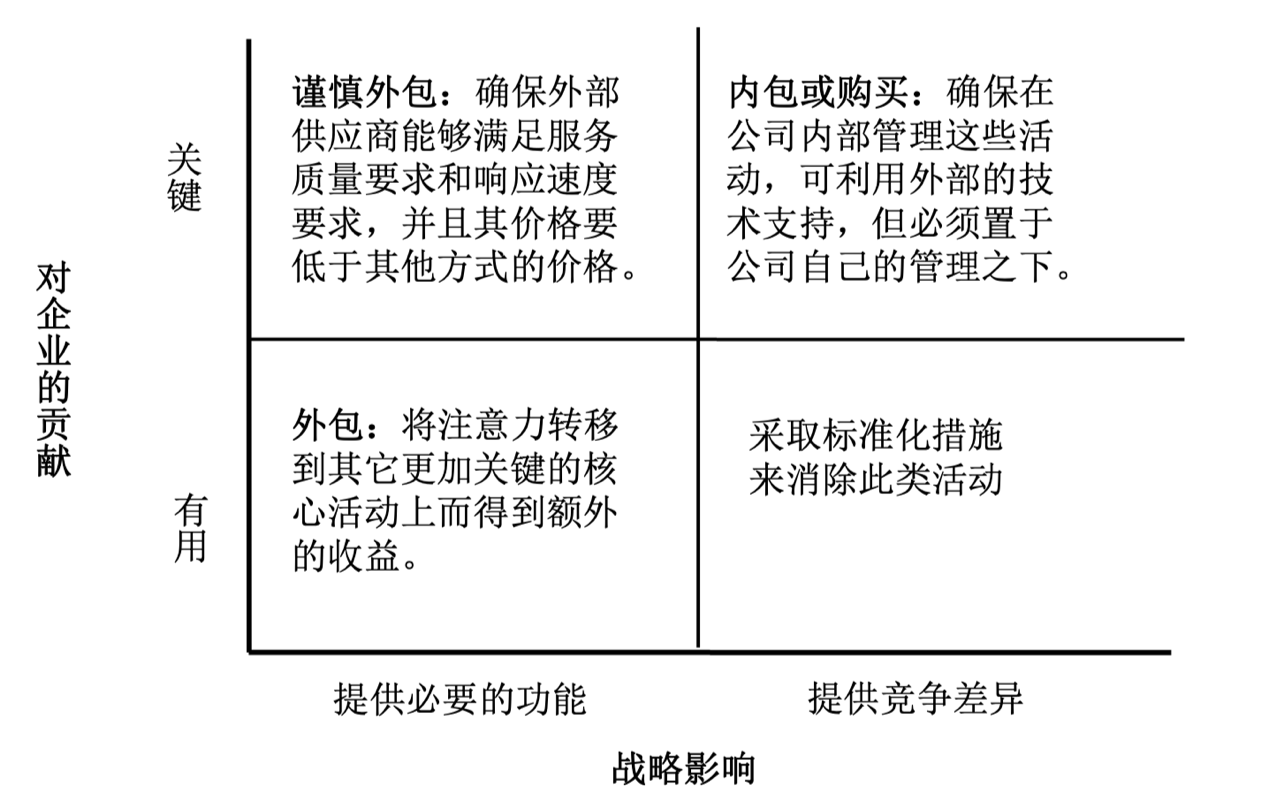 对企业的贡献
关键
谨慎外包：确保外部
供应商能够满足服务
质量要求和响应速度
要求，并且其价格要
低于其他方式的价格。
内包或购买：确保在
公司内部管理这些活
动，可利用外部的技
术支持，但必须置于
公司自己的管理之下。
有用
外包：将注意力转移
到其它更加关键的核
心活动上而得到额外
的收益。
采取标准化措施
来消除此类活动
提供必要的功能
提供竞争差异
战略影响